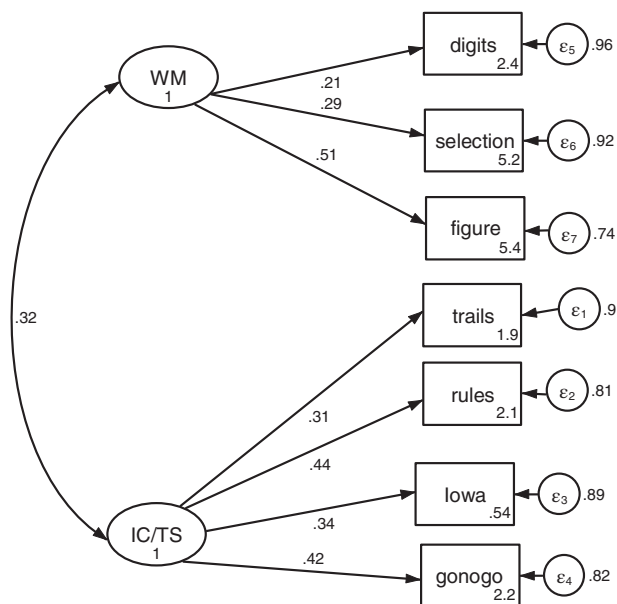 digits
2.4
ε5
.96
WM
1
.21
.29
selection
5.2
ε6
.92
.51
figure
5.4
ε7
.74
.32
trails
1.9
ε1
.9
rules
2.1
ε2
.81
.31
.44
Iowa
.54
ε3
.89
IC/TS
1
.34
.42
gonogo
2.2
ε4
.82